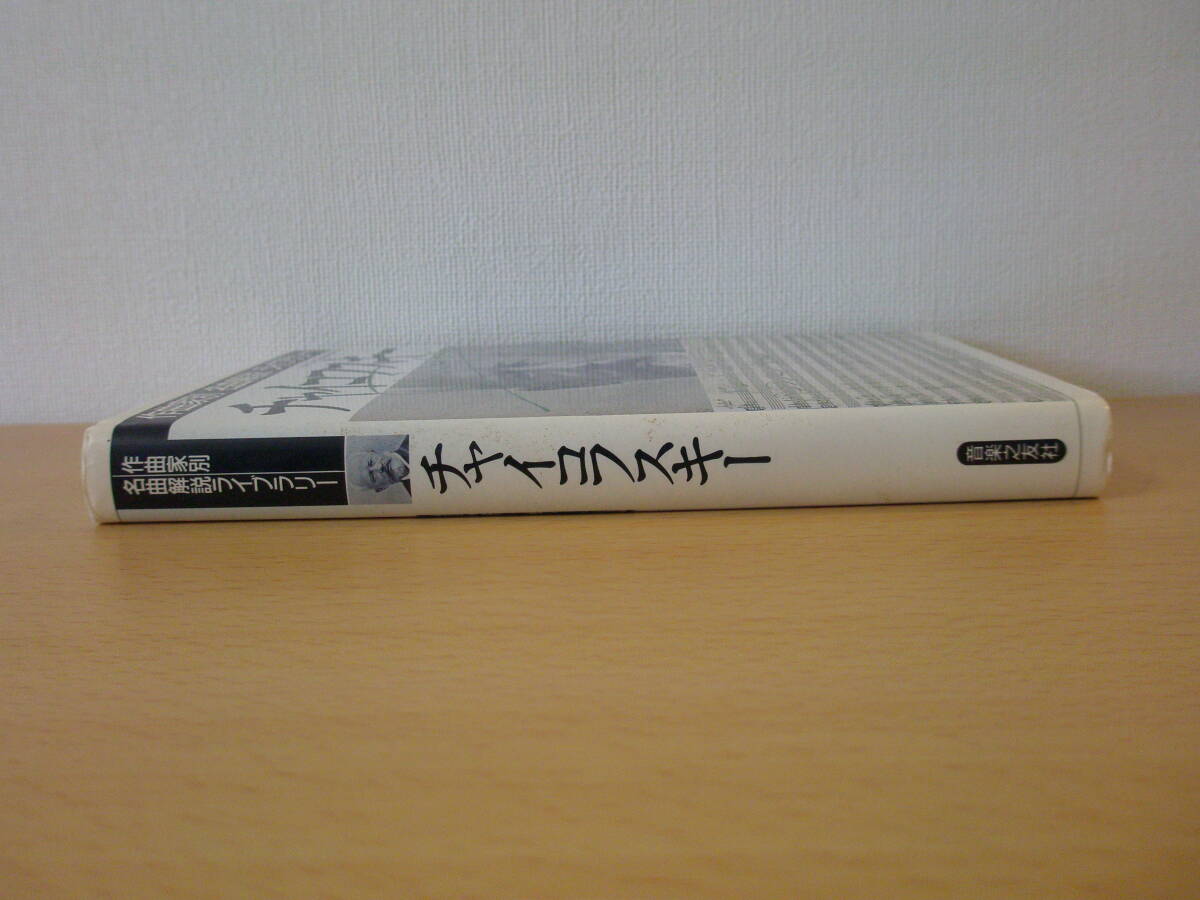 作曲家別
名曲解説ライブラリー
チャイコフスキー
音楽之友社